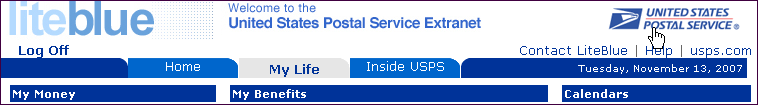 liteblue
Welcome to the
United States Postal Service Extranet
UNITED STATES
POSTAL SERVICE®
Log Off
Contact LiteBlue | Help | usps.com
Home
My Life
Inside USPS
Tuesday, November 13, 2007
My Money
My Benefits
Calendars